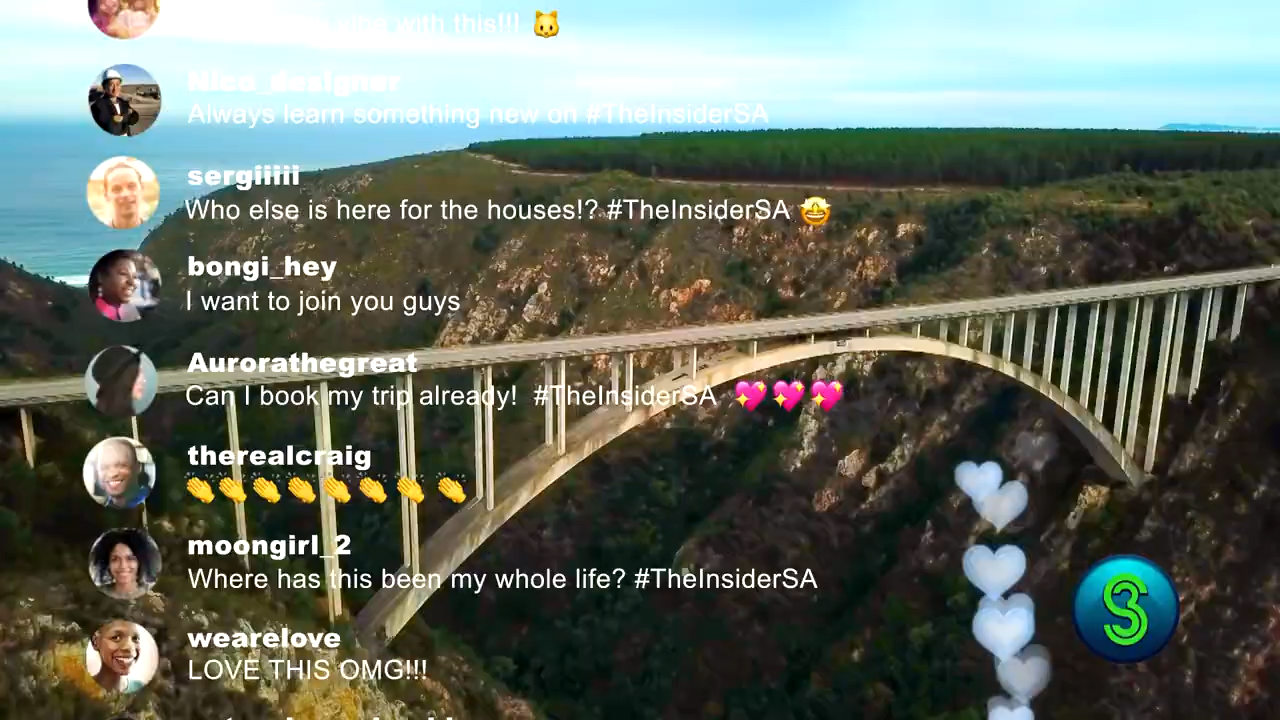 with this!!! 🐱
Nico_designer
Always learn something new on #TheInsiderSA
sergiiiii
Who else is here for the houses!? #TheInsiderSA 🤩
bongi_hey
I want to join you guys
Aurorathegreat
Can I book my trip already! #TheInsiderSA 💖💖💖
therealcraig
👏👏👏👏👏👏👏👏
moongirl_2
Where has this been my whole life? #TheInsiderSA
wearelove
LOVE THIS OMG!!!
S3